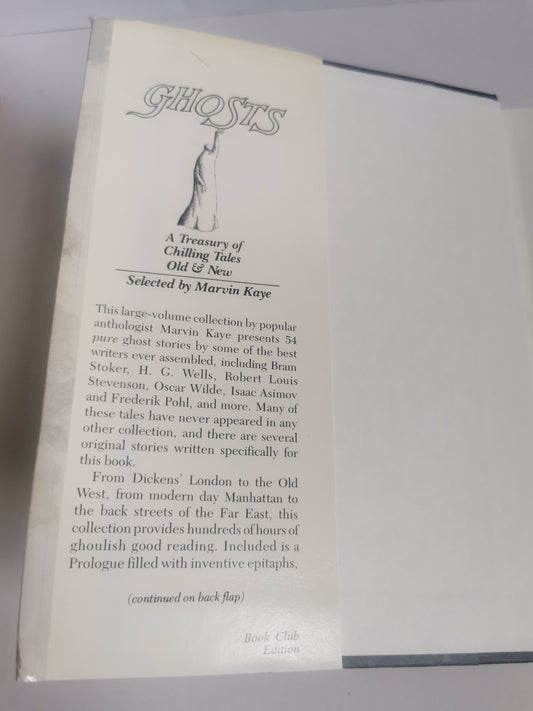 GHOSTS
A Treasury of
Chilling Tales
Old & New
Selected by Marvin Kaye
This large-volume collection by popular
anthologist Marvin Kaye presents 54
pure ghost stories by some of the best
writers ever assembled, including Bram
Stoker, H. G. Wells, Robert Louis
Stevenson, Oscar Wilde, Isaac Asimov
and Frederik Pohl, and more. Many of
these tales have never appeared in any
other collection, and there are several
original stories written specifically for
this book.
From Dickens' London to the Old
West, from modern day Manhattan to
the back streets of the Far East, this
collection provides hundreds of hours of
ghoulish good reading. Included is a
Prologue filled with inventive epitaphs,
(continued on back flap)
Book Club
Edition